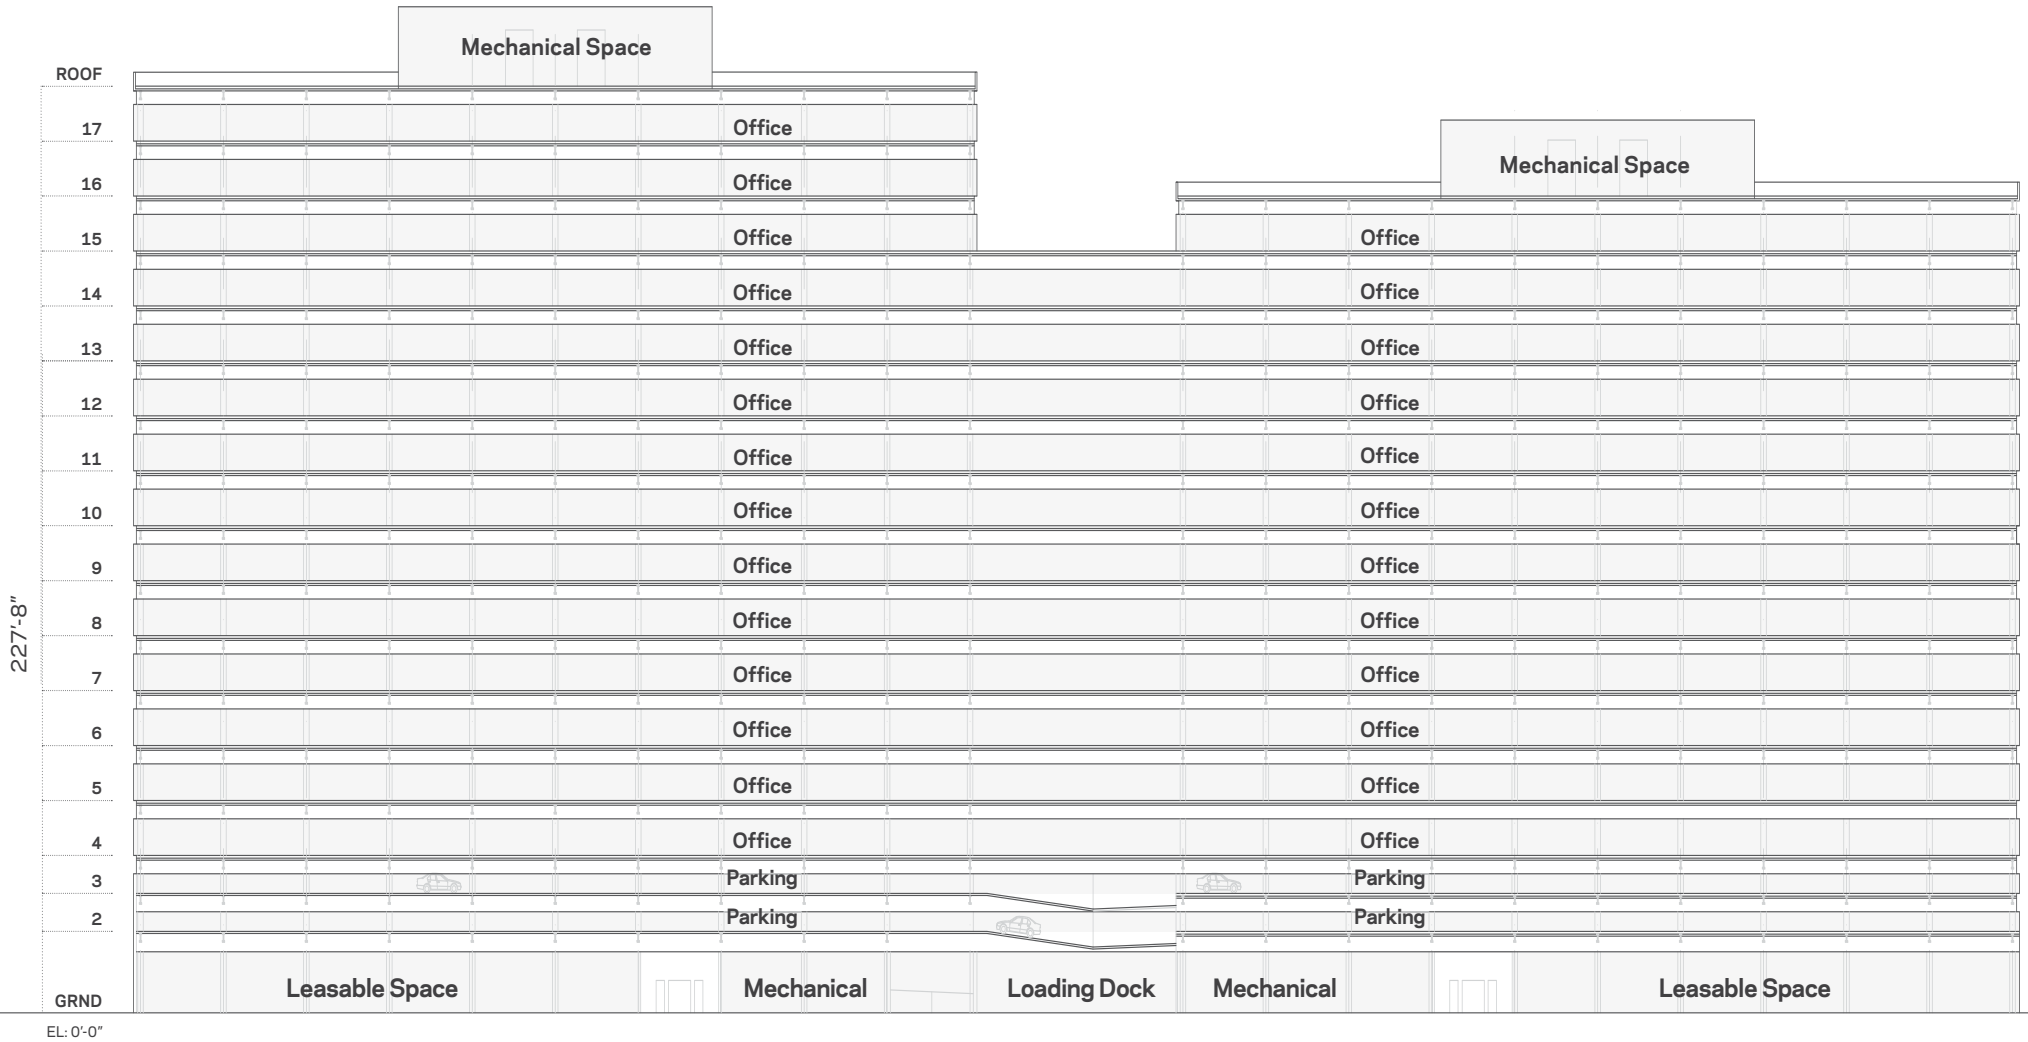 Mechanical Space
ROOF
17 Office
Mechanical Space
16 Office
15 Office Office
14 Office Office
13 Office Office
12 Office Office
11 Office Office
10 Office Office
9 Office Office
8 Office Office
227'-8"
7 Office Office
6 Office Office
5 Office Office
4 Office Office
3 Parking Parking
2 Parking Parking
Leasable Space Mechanical Loading Dock Mechanical Leasable Space
GRND
EL: 0'-0"